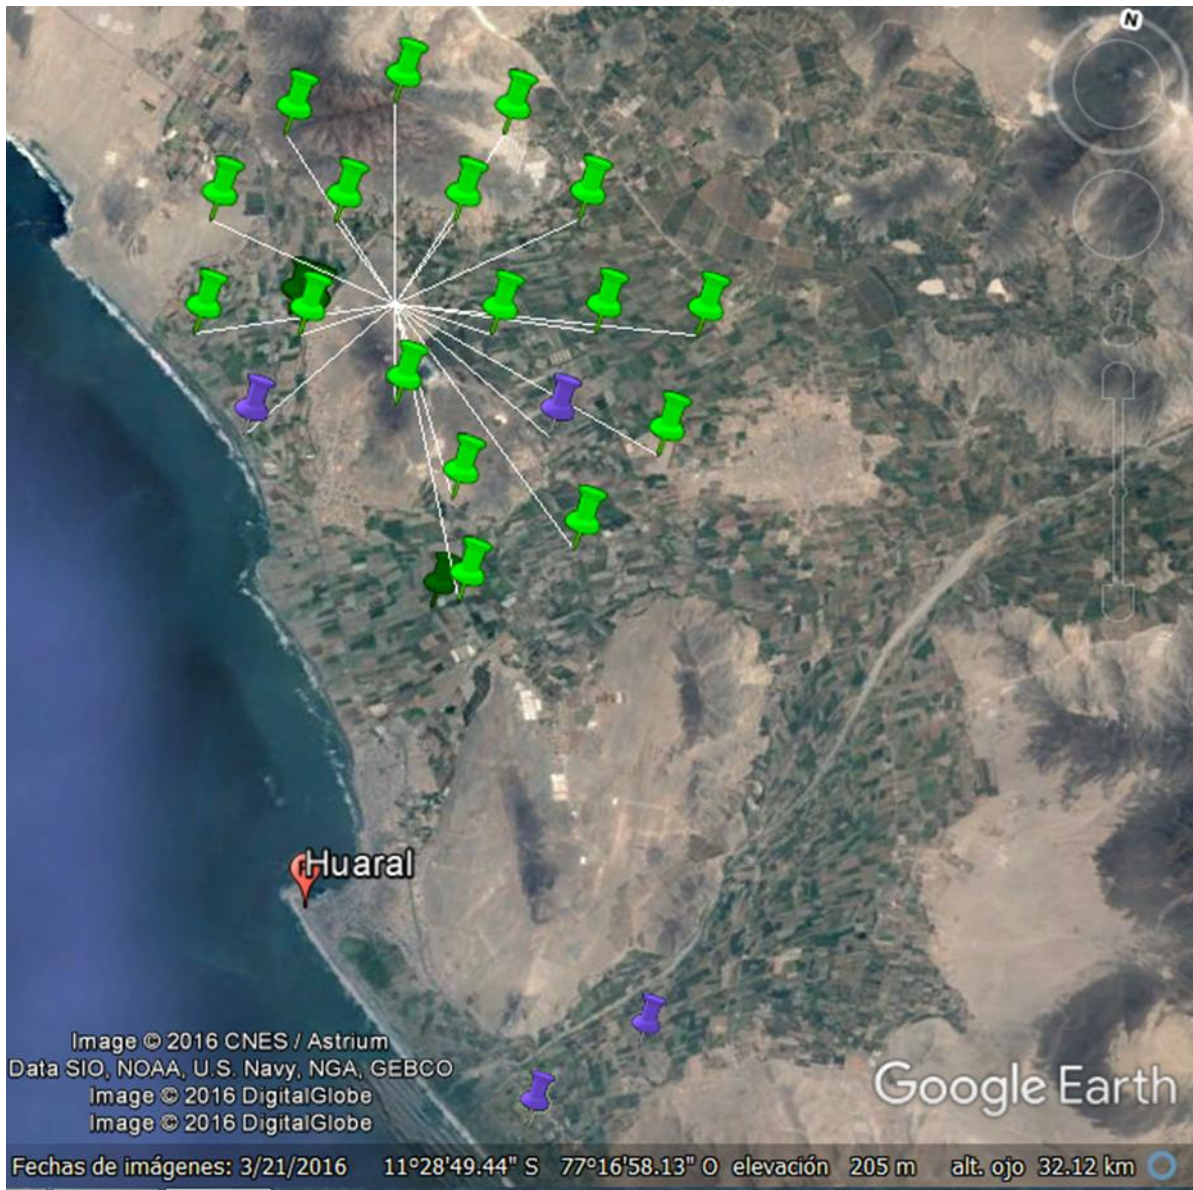 N
Huaral
Image © 2016 CNES / Astrium
Data SIO, NOAA, U.S. Navy, NGA, GEBCO
Image © 2016 DigitalGlobe
Image © 2016 DigitalGlobe
Google Earth
Fechas de imágenes: 3/21/2016 11°28'49.44" S 77°16'58.13" O elevación 205 m alt. ojo 32.12 km